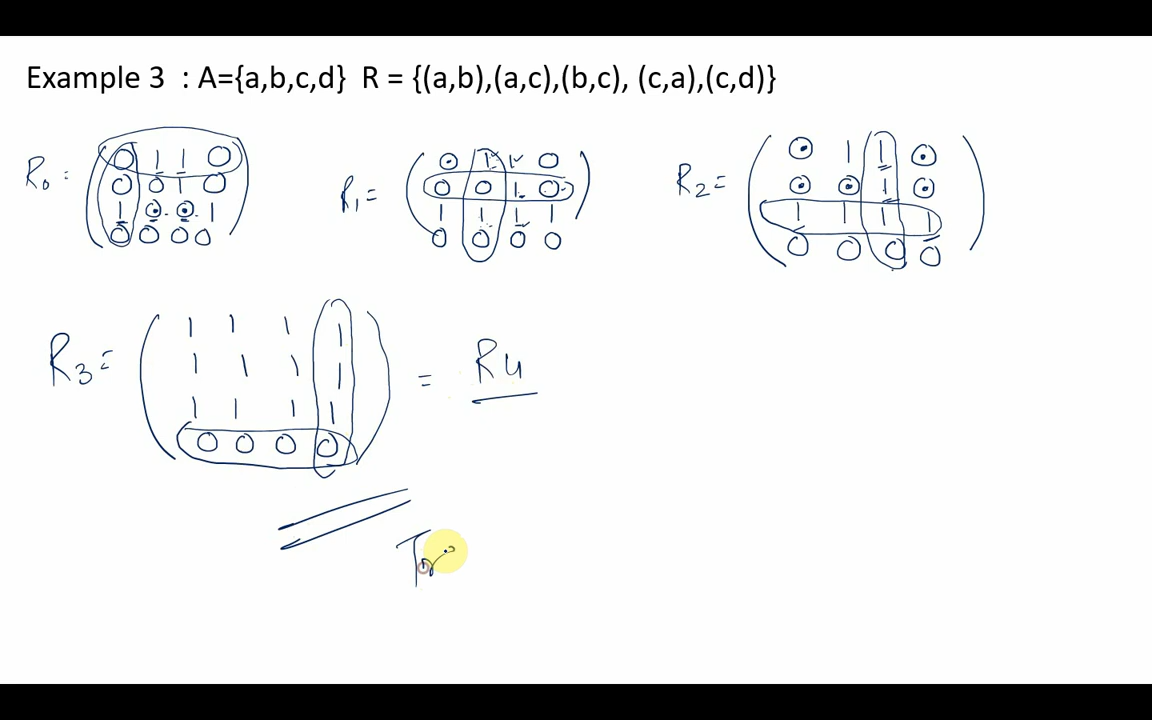 Example 3 : A={a,b,c,d} R = {(a,b),(a,c),(b,c), (c,a),(c,d)}
R0 =
0 1 1 0
0 0 1 0
1 0 0 1
0 0 0 0
R1 =
0 1 1 0
0 0 1 0
1 1 1 1
0 0 0 0
R2 =
0 1 1 0
0 0 1 0
1 1 1 1
0 0 0 0
R3 =
1 1 1 1
1 1 1 1
1 1 1 1
0 0 0 0
= R4
Tr